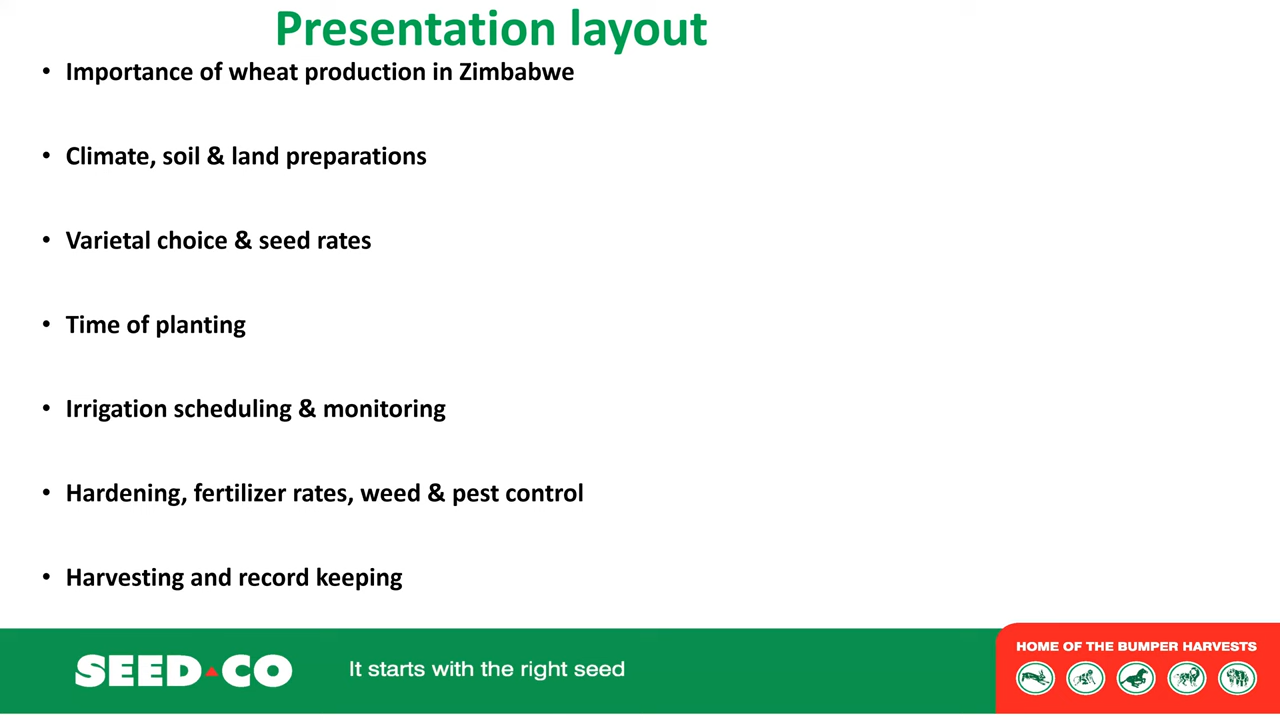 Presentation layout
• Importance of wheat production in Zimbabwe
• Climate, soil & land preparations
• Varietal choice & seed rates
• Time of planting
• Irrigation scheduling & monitoring
• Hardening, fertilizer rates, weed & pest control
• Harvesting and record keeping
SEED CO
It starts with the right seed
HOME OF THE BUMPER HARVESTS